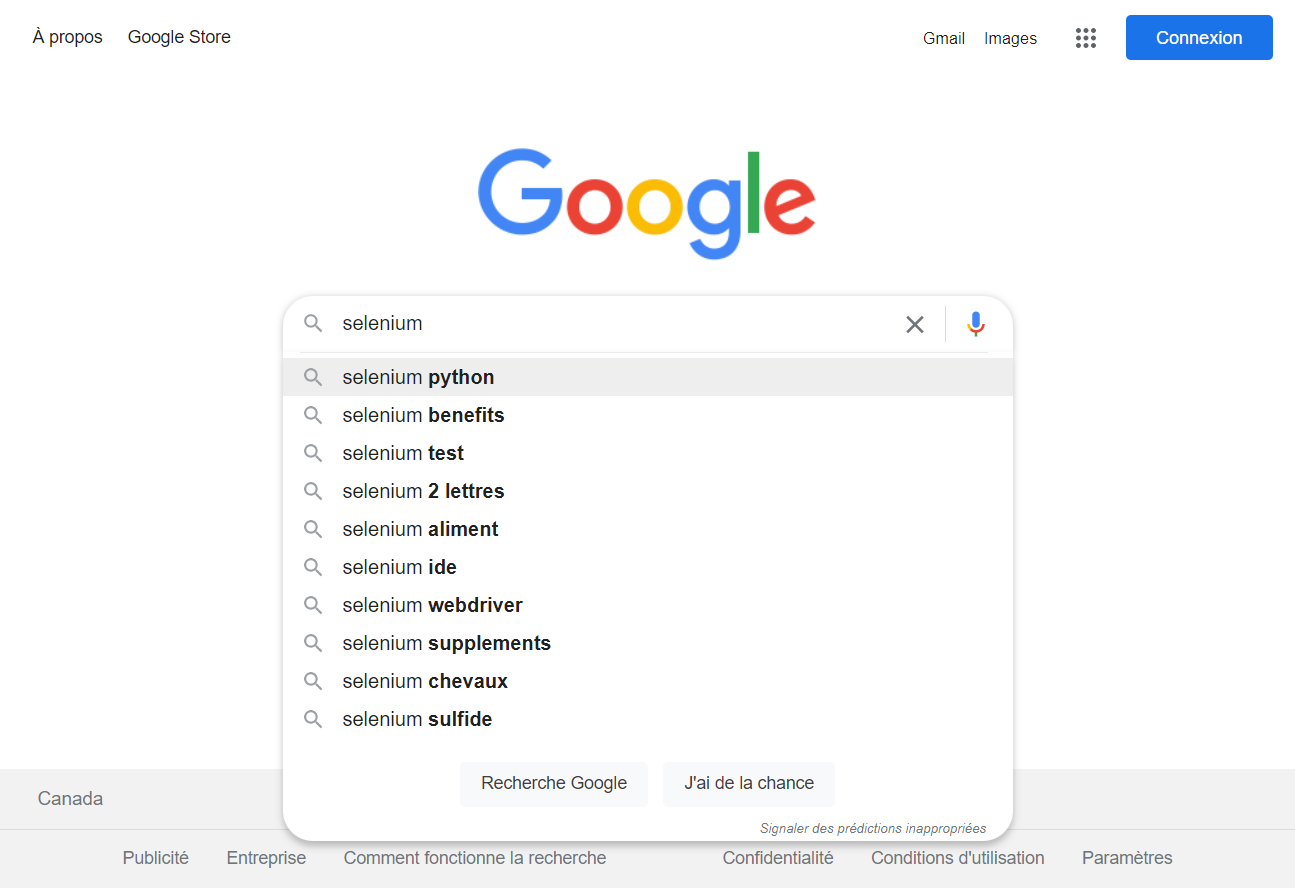 À propos Google Store Gmail Images Connexion
Google
selenium
selenium python
selenium benefits
selenium test
selenium 2 lettres
selenium aliment
selenium ide
selenium webdriver
selenium supplements
selenium chevaux
selenium sulfide
Recherche Google J'ai de la chance
Signaler des prédictions inappropriées
Canada
Publicité Entreprise Comment fonctionne la recherche Confidentialité Conditions d'utilisation Paramètres